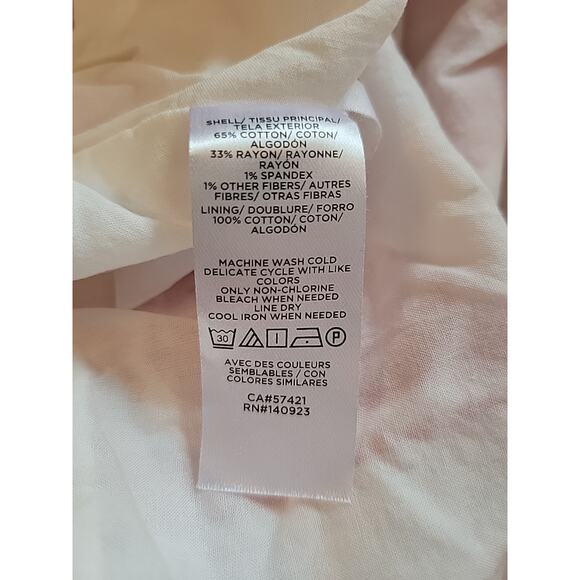 SHELL/ TISSU PRINCIPAL/
TELA EXTERIOR
65% COTTON/ COTON/
ALGODÓN
33% RAYON/ RAYONNE/
RAYÓN
1% SPANDEX
1% OTHER FIBERS/ AUTRES
FIBRES/ OTRAS FIBRAS
LINING/ DOUBLURE/ FORRO
100% COTTON/ COTON/
ALGODÓN
MACHINE WASH COLD
DELICATE CYCLE WITH LIKE
COLORS
ONLY NON-CHLORINE
BLEACH WHEN NEEDED
LINE DRY
COOL IRON WHEN NEEDED
30 P
AVEC DES COULEURS
SEMBLABLES / CON
COLORES SIMILARES
CA#57421
RN#140923